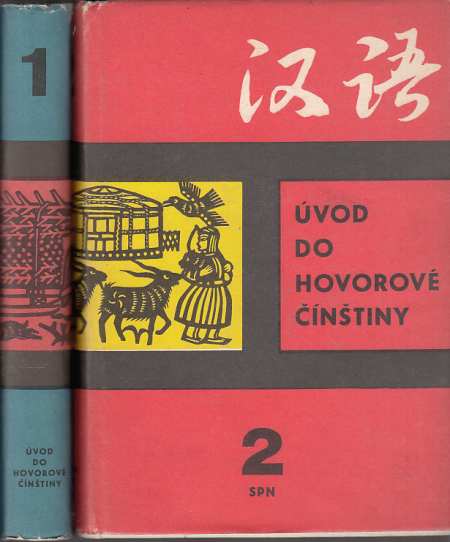 1
ÚVOD
DO
HOVOROVÉ
ČÍNŠTINY
汉语
ÚVOD
DO
HOVOROVÉ
ČÍNŠTINY
2
SPN